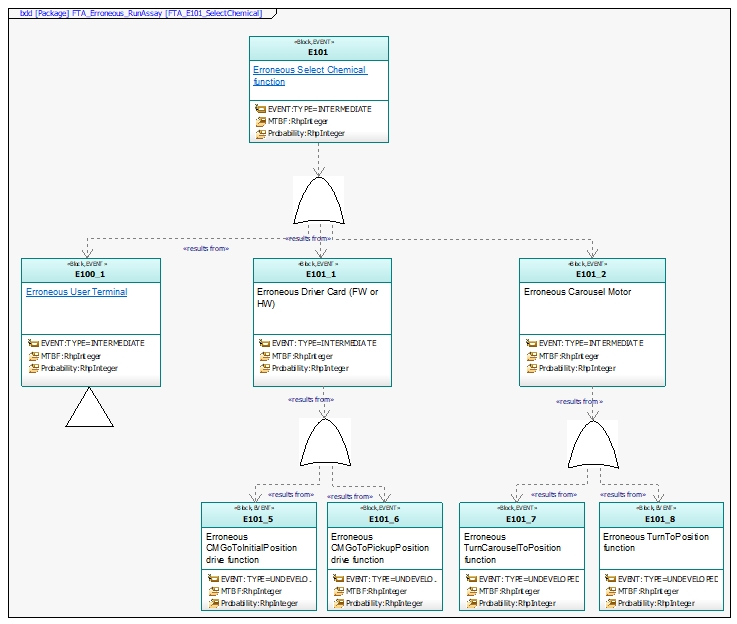 bdd [Package] FTA_Erroneous_RunAssay [FTA_E101_SelectChemical]
«Block,EVENT»
E101
Erroneous Select Chemical
function
EVENT:TYPE=INTERMEDIATE
MTBF:RhpInteger
Probability:RhpInteger
«results from»
«results from»
«Block,EVENT»
E100_1
Erroneous User Terminal
EVENT:TYPE=INTERMEDIATE
MTBF:RhpInteger
Probability:RhpInteger
«Block,EVENT»
E101_1
Erroneous Driver Card (FW or
HW)
EVENT:TYPE=INTERMEDIATE
MTBF:RhpInteger
Probability:RhpInteger
«Block,EVENT»
E101_2
Erroneous Carousel Motor
EVENT:TYPE=INTERMEDIATE
MTBF:RhpInteger
Probability:RhpInteger
«results from»
«results from»
«results from»
«results from»
«results from»
«results from»
«Block,EVENT»
E101_5
Erroneous
CMGoToInitialPosition
drive function
EVENT:TYPE=UNDEVELO...
MTBF:RhpInteger
Probability:RhpInteger
«Block,EVENT»
E101_6
Erroneous
CMGoToPickupPosition
drive function
EVENT:TYPE=UNDEVELO...
MTBF:RhpInteger
Probability:RhpInteger
«Block,EVENT»
E101_7
Erroneous
TurnCarouselToPosition
function
EVENT:TYPE=UNDEVELOPED
MTBF:RhpInteger
Probability:RhpInteger
«Block,EVENT»
E101_8
Erroneous TurnToPosition
function
EVENT:TYPE=UNDEVELOPED
MTBF:RhpInteger
Probability:RhpInteger